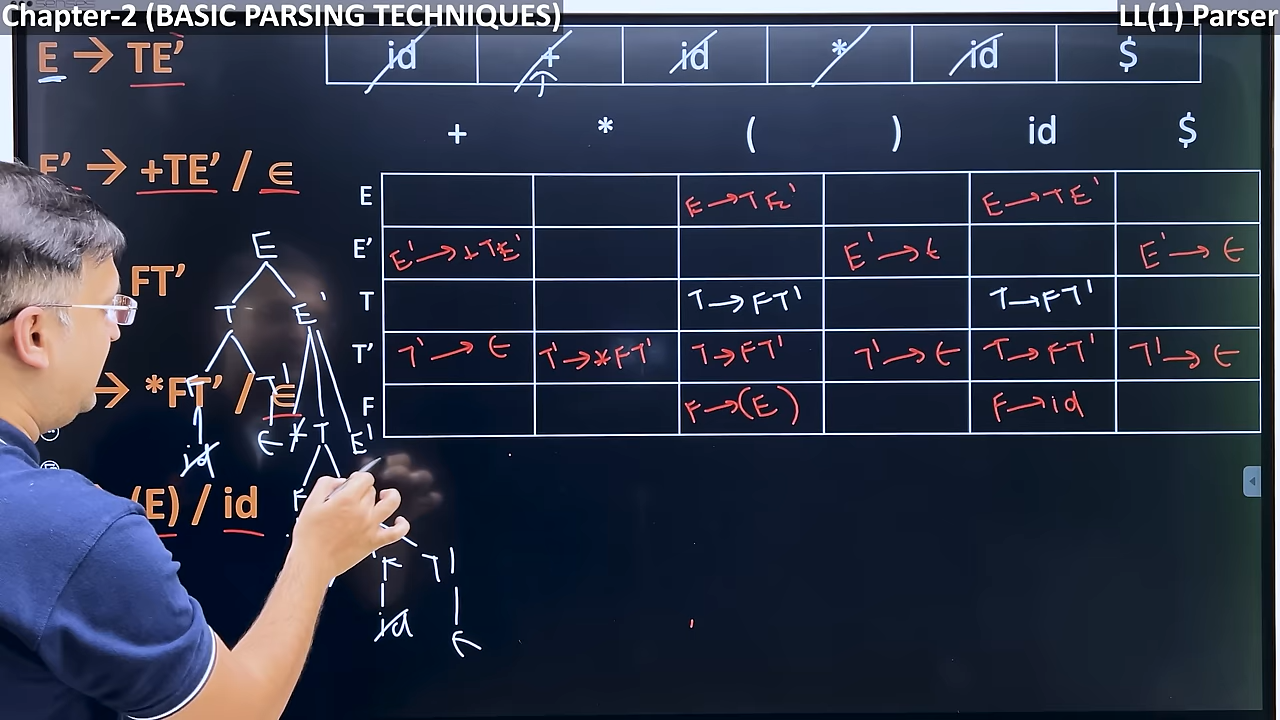 Chapter-2 (BASIC PARSING TECHNIQUES)
LL(1) Parser
E → TE’
id + id * id $
E’ → +TE’ / ∈
FT’
→ *FT’ / ∈
(E) / id
+ * ( ) id $
E E→TE' E→TE'
E’ E'→+TE' E'→ϵ E'→ϵ
T T→FT' T→FT'
T’ T'→ϵ T'→*FT' T→FT' T'→ϵ T→FT' T'→ϵ
F F→(E) F→id
E
T E'
T'
id ϵ T E'
F
F T'
id ϵ